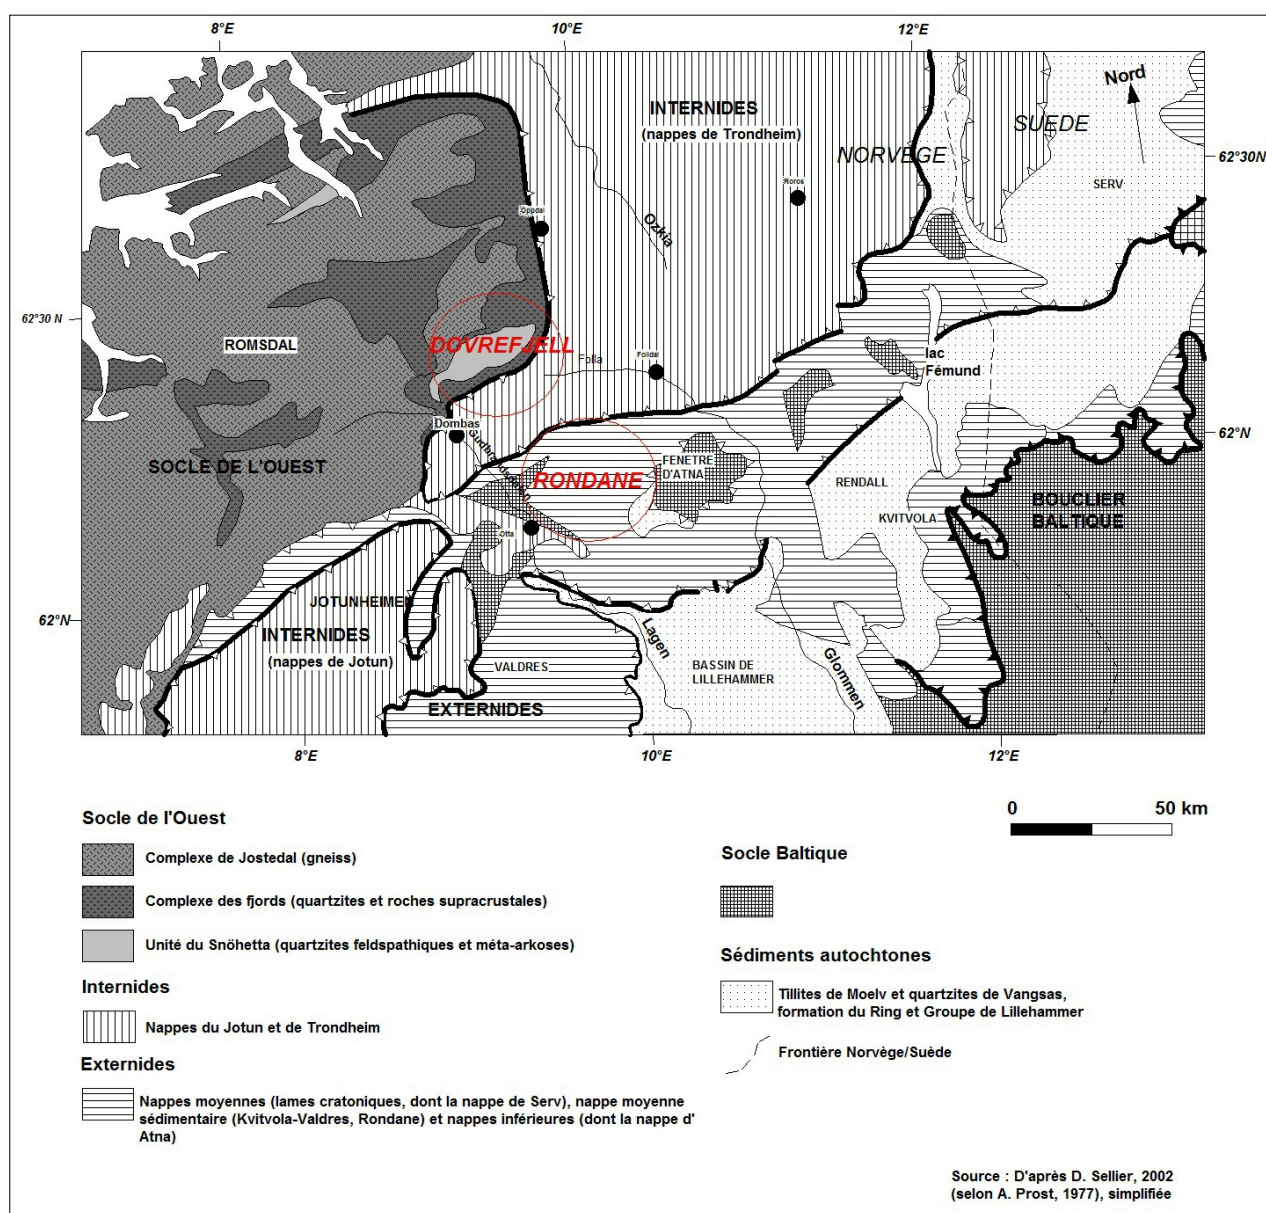 8°E
10°E
12°E
Nord
INTERNIDES
(nappes de Trondheim)
SUEDE
NORVEGE
62°30N
SERV
Roros
Oppdal
Ozkia
62°30 N
ROMSDAL
DOVREFJELL
Folla
Folldal
lac
Fémund
Dombas
Gudbrandsdalen
62°N
SOCLE DE L'OUEST
RONDANE
FENETRE
D'ATNA
RENDALL
KVITVOLA
BOUCLIER
BALTIQUE
Otta
JOTUNHEIMEN
62°N
INTERNIDES
(nappes de Jotun)
Lagen
VALDRES
BASSIN DE
LILLEHAMMER
Glommen
EXTERNIDES
8°E
10°E
12°E
0 50 km
Socle de l'Ouest
Complexe de Jostedal (gneiss)
Complexe des fjords (quartzites et roches supracrustales)
Unité du Snöhetta (quartzites feldspathiques et méta-arkoses)
Internides
Nappes du Jotun et de Trondheim
Externides
Nappes moyennes (lames cratoniques, dont la nappe de Serv), nappe moyenne
sédimentaire (Kvitvola-Valdres, Rondane) et nappes inférieures (dont la nappe d'
Atna)
Socle Baltique
Sédiments autochtones
Tillites de Moelv et quartzites de Vangsas,
formation du Ring et Groupe de Lillehammer
Frontière Norvège/Suède
Source : D'après D. Sellier, 2002
(selon A. Prost, 1977), simplifiée